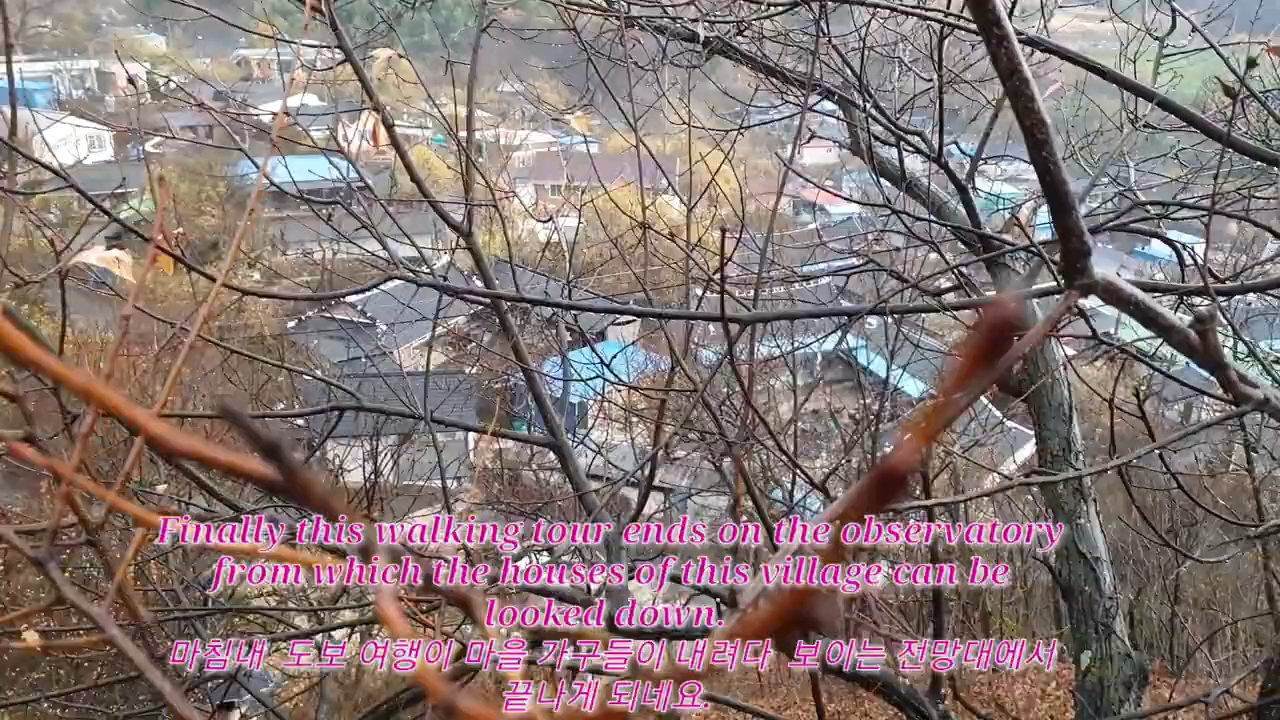 Finally this walking tour ends on the observatory
from which the houses of this village can be
looked down.
마침내 도보 여행이 마을 가구들이 내려다 보이는 전망대에서
끝나게 되네요.